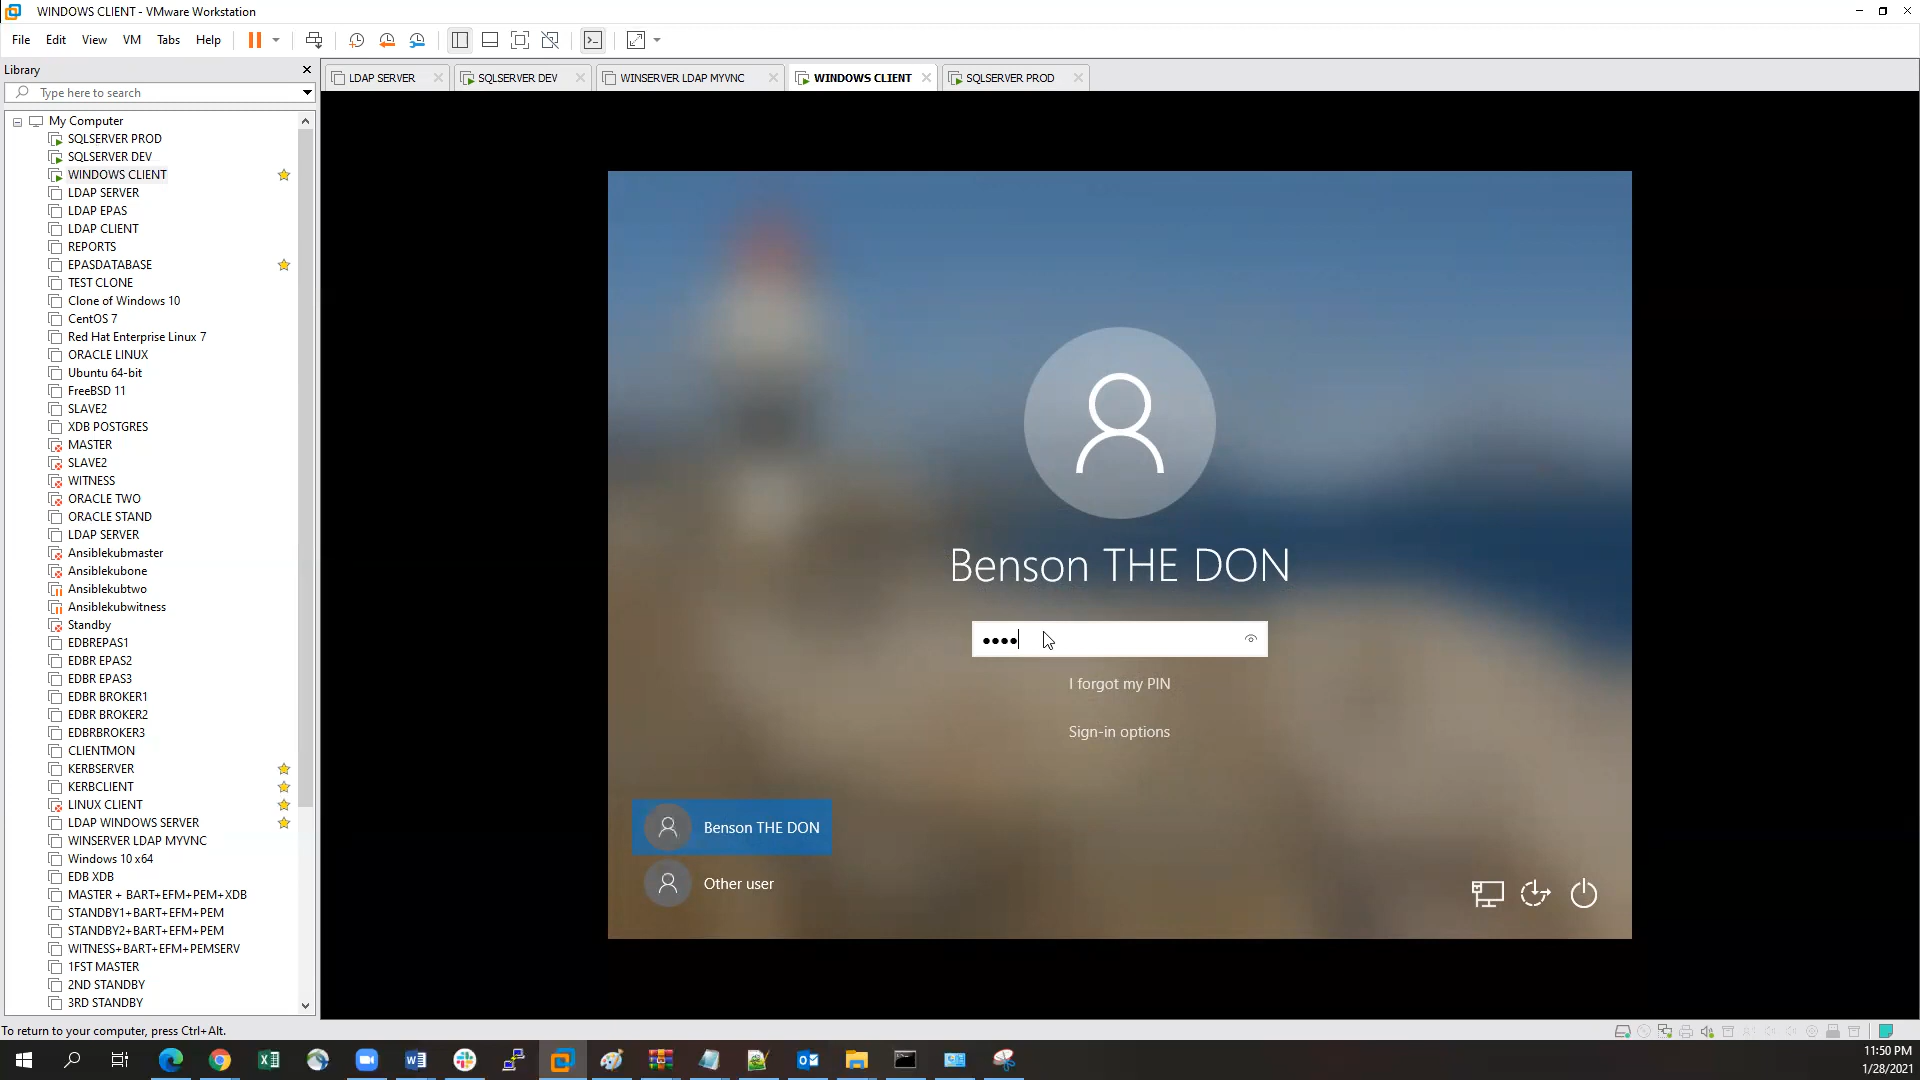 WINDOWS CLIENT - VMware Workstation
File Edit View VM Tabs Help
Library
Type here to search
My Computer
SQLSERVER PROD
SQLSERVER DEV
WINDOWS CLIENT
LDAP SERVER
LDAP EPAS
LDAP CLIENT
REPORTS
EPASDATABASE
TEST CLONE
Clone of Windows 10
CentOS 7
Red Hat Enterprise Linux 7
ORACLE LINUX
Ubuntu 64-bit
FreeBSD 11
SLAVE2
XDB POSTGRES
MASTER
SLAVE2
WITNESS
ORACLE TWO
ORACLE STAND
LDAP SERVER
Ansiblekubmaster
Ansiblekubone
Ansiblekubtwo
Ansiblekubwitness
Standby
EDBREPAS1
EDBR EPAS2
EDBR EPAS3
EDBR BROKER1
EDBR BROKER2
EDBRBROKER3
CLIENTMON
KERBSERVER
KERBCLIENT
LINUX CLIENT
LDAP WINDOWS SERVER
WINSERVER LDAP MYVNC
Windows 10 x64
EDB XDB
MASTER + BART+EFM+PEM+XDB
STANDBY1+BART+EFM+PEM
STANDBY2+BART+EFM+PEM
WITNESS+BART+EFM+PEMSERV
1FST MASTER
2ND STANDBY
3RD STANDBY
LDAP SERVER SQLSERVER DEV WINSERVER LDAP MYVNC WINDOWS CLIENT SQLSERVER PROD
Benson THE DON
I forgot my PIN
Sign-in options
Benson THE DON
Other user
To return to your computer, press Ctrl+Alt.
11:50 PM
1/28/2021